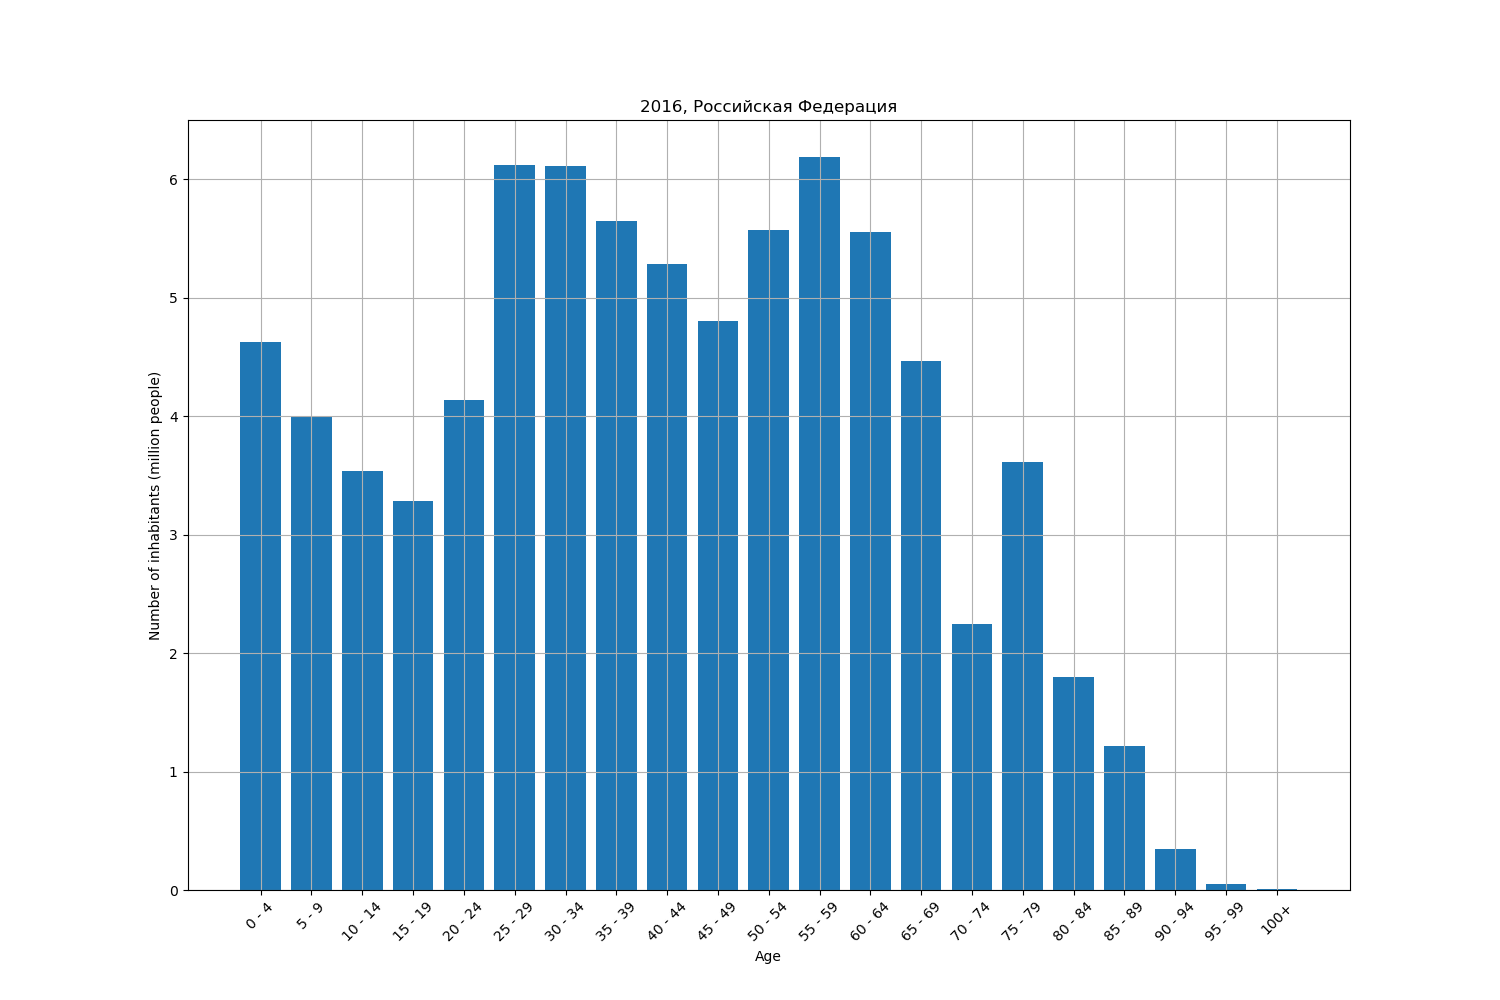 2016, Российская Федерация
Number of inhabitants (million people)
6
5
4
3
2
1
0
0 - 4
5 - 9
10 - 14
15 - 19
20 - 24
25 - 29
30 - 34
35 - 39
40 - 44
45 - 49
50 - 54
55 - 59
60 - 64
65 - 69
70 - 74
75 - 79
80 - 84
85 - 89
90 - 94
95 - 99
100+
Age